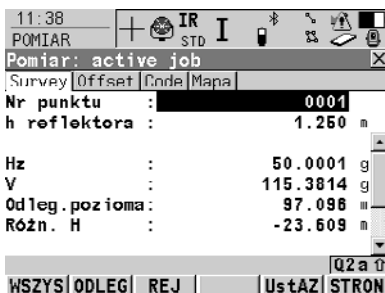 11:38
POMIAR
IR
STD
I
Pomiar: active job
Survey Offset Code Mapa
Nr punktu : 0001
h reflektora : 1.250 m
Hz : 50.0001 g
V : 115.3814 g
Odleg.pozioma: 97.096 m
Różn. H : -23.609 m
Q2a
WSZYS ODLEG REJ UstAZ STRON